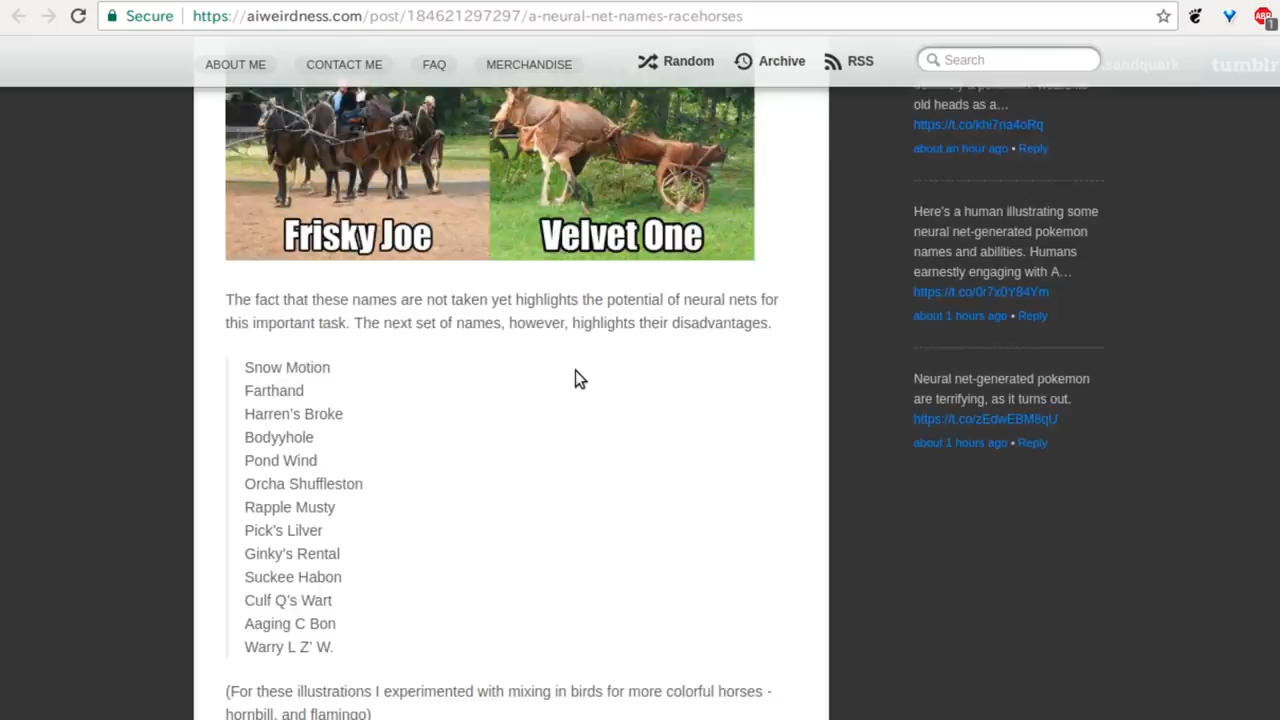 Secure https://aiweirdness.com/post/184621297297/a-neural-net-names-racehorses
ABP
1
ABOUT ME CONTACT ME FAQ MERCHANDISE Random Archive RSS Search sandquark tumblr
old heads as a…
https://t.co/khi7na4oRq
about an hour ago • Reply
Here's a human illustrating some
neural net-generated pokemon
names and abilities. Humans
earnestly engaging with A…
https://t.co/0r7x0Y84Ym
about 1 hours ago • Reply
Neural net-generated pokemon
are terrifying, as it turns out.
https://t.co/zEdwEBM8qU
about 1 hours ago • Reply
Frisky Joe Velvet One
The fact that these names are not taken yet highlights the potential of neural nets for
this important task. The next set of names, however, highlights their disadvantages.
Snow Motion
Farthand
Harren's Broke
Bodyyhole
Pond Wind
Orcha Shuffleston
Rapple Musty
Pick's Lilver
Ginky's Rental
Suckee Habon
Culf Q's Wart
Aaging C Bon
Warry L Z' W.
(For these illustrations I experimented with mixing in birds for more colorful horses -
hornbill, and flamingo)